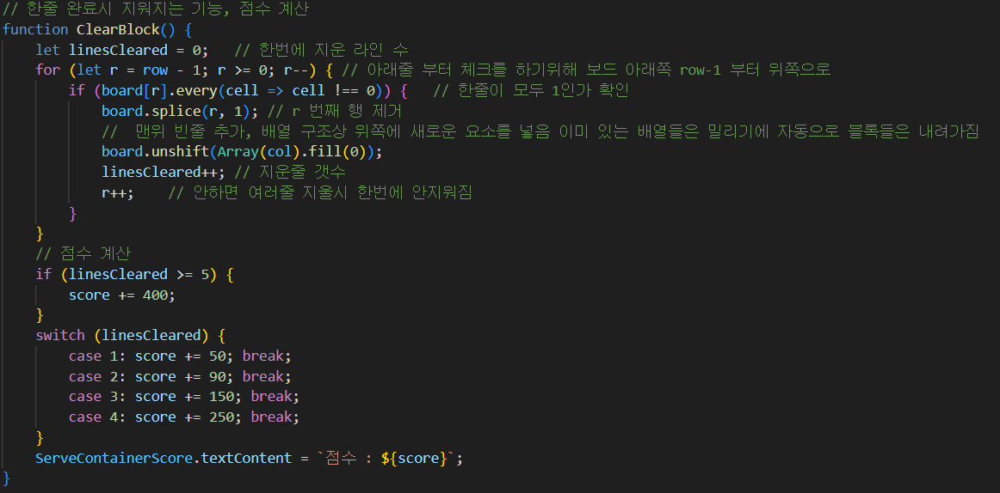 // 한줄 완료시 지워지는 기능, 점수 계산
function ClearBlock() {
    let linesCleared = 0;   // 한번에 지운 라인 수
    for (let r = row - 1; r >= 0; r--) { // 아래줄 부터 체크를 하기위해 보드 아래쪽 row-1 부터 위쪽으로
        if (board[r].every(cell => cell !== 0)) {   // 한줄이 모두 1인가 확인
            board.splice(r, 1); // r 번째 행 제거
            //  맨위 빈줄 추가, 배열 구조상 위쪽에 새로운 요소를 넣음 이미 있는 배열들은 밀리기에 자동으로 블록들은 내려가짐
            board.unshift(Array(col).fill(0));
            linesCleared++; // 지운줄 갯수
            r++;    // 안하면 여러줄 지울시 한번에 안지워짐
        }
    }
    // 점수 계산
    if (linesCleared >= 5) {
        score += 400;
    }
    switch (linesCleared) {
        case 1: score += 50; break;
        case 2: score += 90; break;
        case 3: score += 150; break;
        case 4: score += 250; break;
    }
    ServeContainerScore.textContent = `점수 : ${score}`;
}